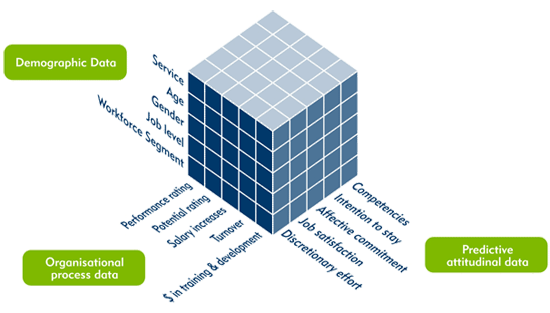 Demographic Data
Service
Age
Gender
Job level
Workforce Segment
Performance rating
Potential rating
Salary increases
Turnover
$ in training & development
Organisational
process data
Competencies
Intention to stay
Affective commitment
Job satisfaction
Discretionary effort
Predictive
attitudinal data